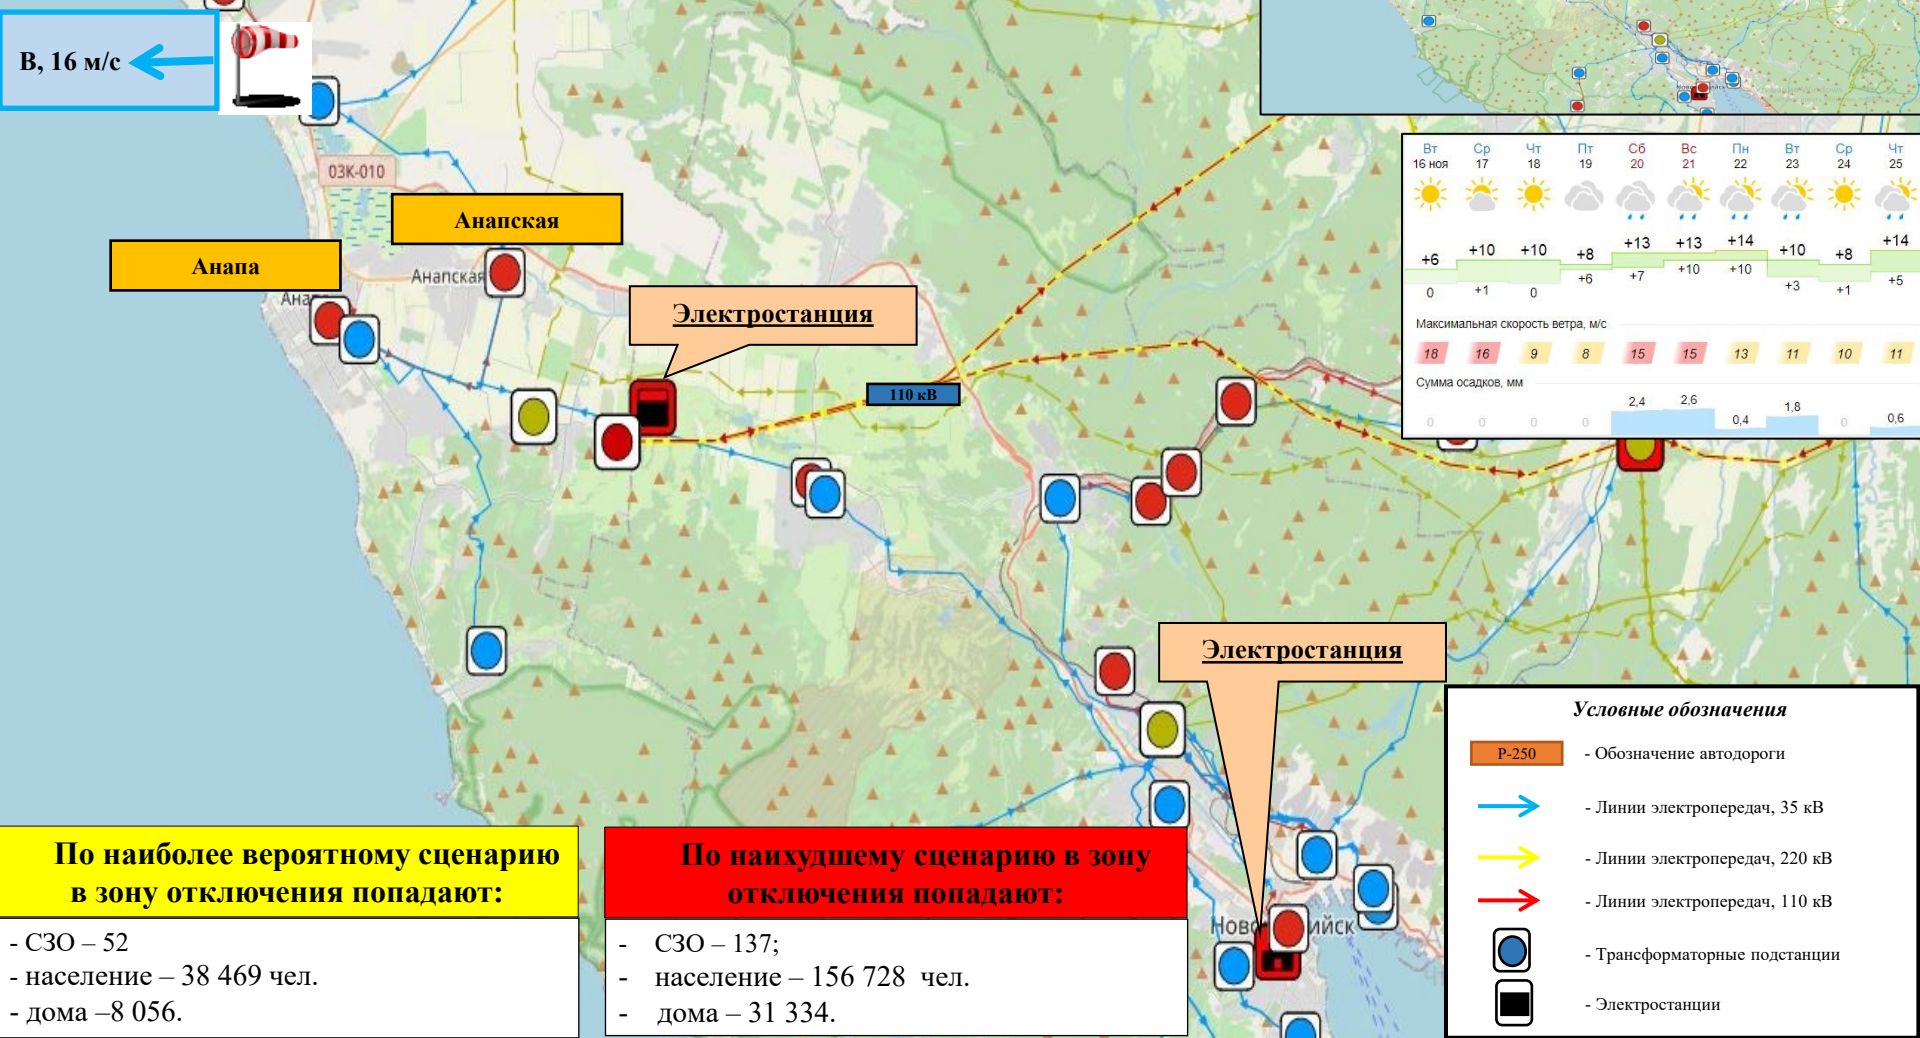 В, 16 м/с
03К-010
Анапская
Анапа
Анапская
Электростанция
110 кВ
Вт Ср Чт Пт Сб Вс Пн Вт Ср Чт
16 ноя 17 18 19 20 21 22 23 24 25
+6 +10 +10 +8 +13 +13 +14 +10 +8 +14
0 +1 0 +6 +7 +10 +10 +3 +1 +5
Максимальная скорость ветра, м/с
18 16 9 8 15 15 13 11 10 11
Сумма осадков, мм
0 0 0 0 2,4 2,6 0,4 1,8 0 0,6
Электростанция
Условные обозначения
Р-250 - Обозначение автодороги
- Линии электропередач, 35 кВ
- Линии электропередач, 220 кВ
- Линии электропередач, 110 кВ
- Трансформаторные подстанции
- Электростанции
По наиболее вероятному сценарию
в зону отключения попадают:
- СЗО – 52
- население – 38 469 чел.
- дома –8 056.
По наихудшему сценарию в зону
отключения попадают:
- СЗО – 137;
- население – 156 728 чел.
- дома – 31 334.